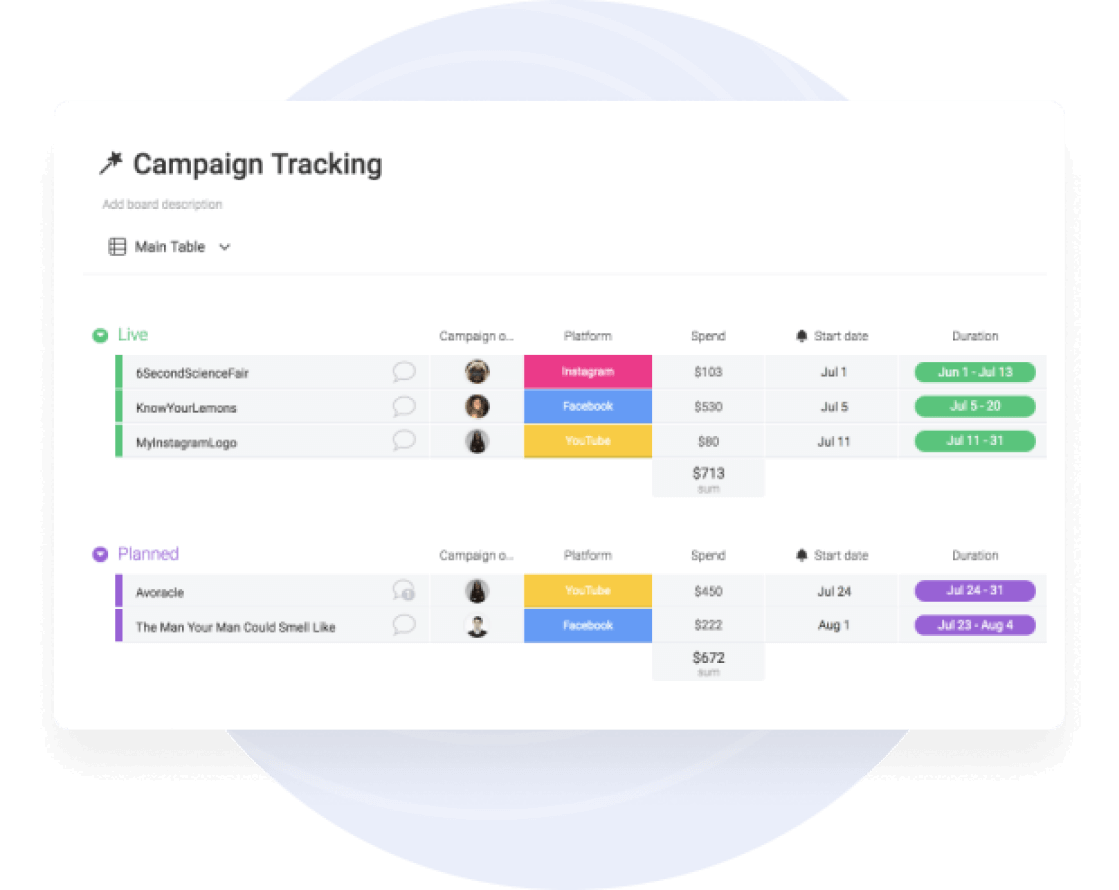 Campaign Tracking
Add board description
Main Table
Live Campaign o... Platform Spend Start date Duration
6SecondScienceFair Instagram $103 Jul 1 Jun 1 - Jul 13
KnowYourLemons Facebook $530 Jul 5 Jul 5 - 20
MyInstagramLogo YouTube $80 Jul 11 Jul 11 - 31
$713
sum
Planned Campaign o... Platform Spend Start date Duration
Avoracle YouTube $450 Jul 24 Jul 24 - 31
The Man Your Man Could Smell Like Facebook $222 Aug 1 Jul 23 - Aug 4
$672
sum